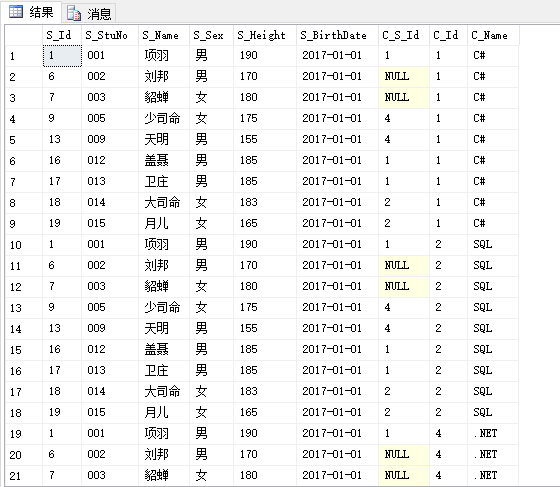 结果 消息
S_Id S_StuNo S_Name S_Sex S_Height S_BirthDate C_S_Id C_Id C_Name
1 1 001 项羽 男 190 2017-01-01 1 1 C#
2 6 002 刘邦 男 170 2017-01-01 NULL 1 C#
3 7 003 貂蝉 女 180 2017-01-01 NULL 1 C#
4 9 005 少司命 女 175 2017-01-01 4 1 C#
5 13 009 天明 男 155 2017-01-01 4 1 C#
6 16 012 盖聂 男 185 2017-01-01 1 1 C#
7 17 013 卫庄 男 185 2017-01-01 1 1 C#
8 18 014 大司命 女 183 2017-01-01 2 1 C#
9 19 015 月儿 女 165 2017-01-01 2 1 C#
10 1 001 项羽 男 190 2017-01-01 1 2 SQL
11 6 002 刘邦 男 170 2017-01-01 NULL 2 SQL
12 7 003 貂蝉 女 180 2017-01-01 NULL 2 SQL
13 9 005 少司命 女 175 2017-01-01 4 2 SQL
14 13 009 天明 男 155 2017-01-01 4 2 SQL
15 16 012 盖聂 男 185 2017-01-01 1 2 SQL
16 17 013 卫庄 男 185 2017-01-01 1 2 SQL
17 18 014 大司命 女 183 2017-01-01 2 2 SQL
18 19 015 月儿 女 165 2017-01-01 2 2 SQL
19 1 001 项羽 男 190 2017-01-01 1 4 .NET
20 6 002 刘邦 男 170 2017-01-01 NULL 4 .NET
21 7 003 貂蝉 女 180 2017-01-01 NULL 4 .NET